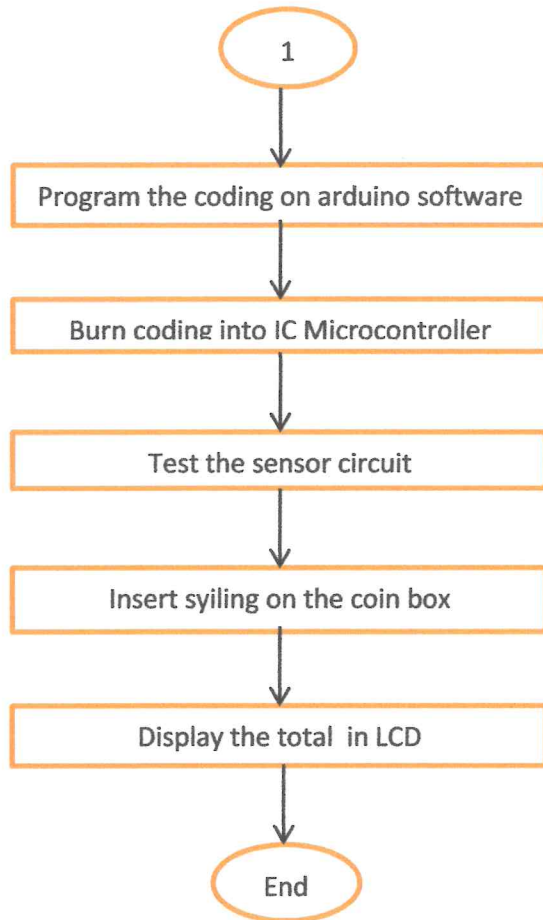 1
Program the coding on arduino software
Burn coding into IC Microcontroller
Test the sensor circuit
Insert syiling on the coin box
Display the total in LCD
End